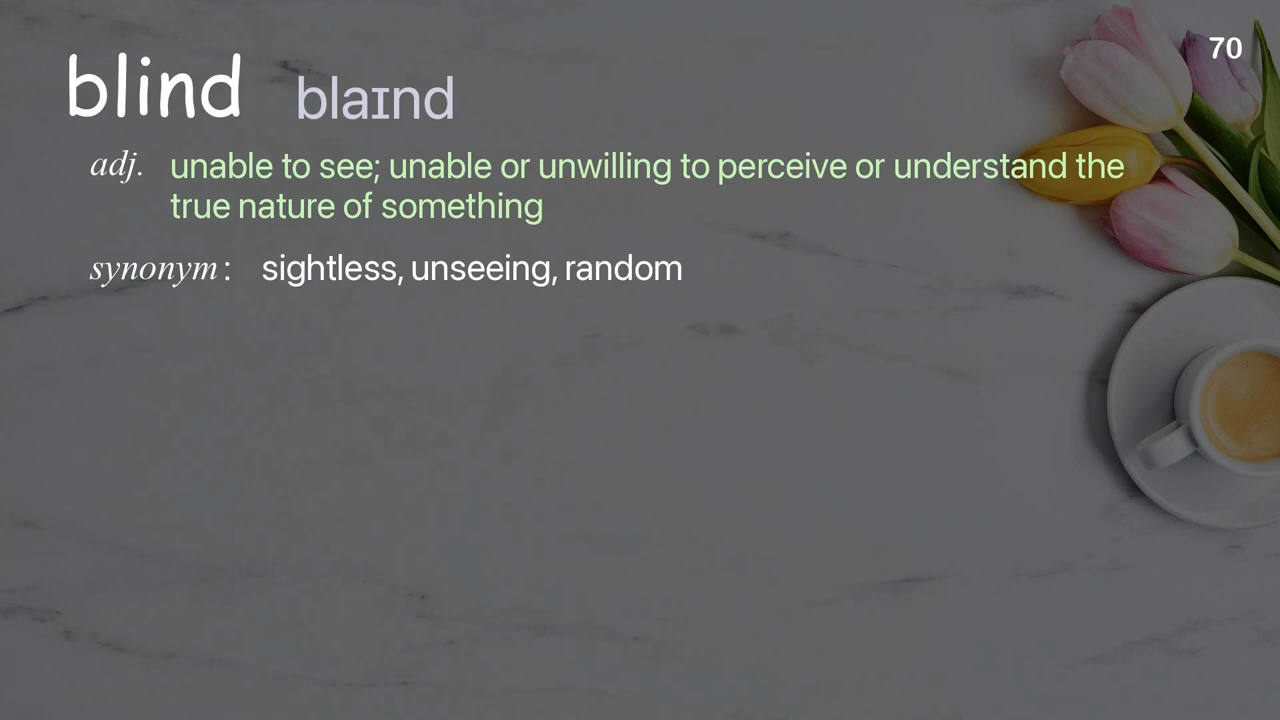 70
blind blaɪnd
adj. unable to see; unable or unwilling to perceive or understand the
true nature of something
synonym : sightless, unseeing, random